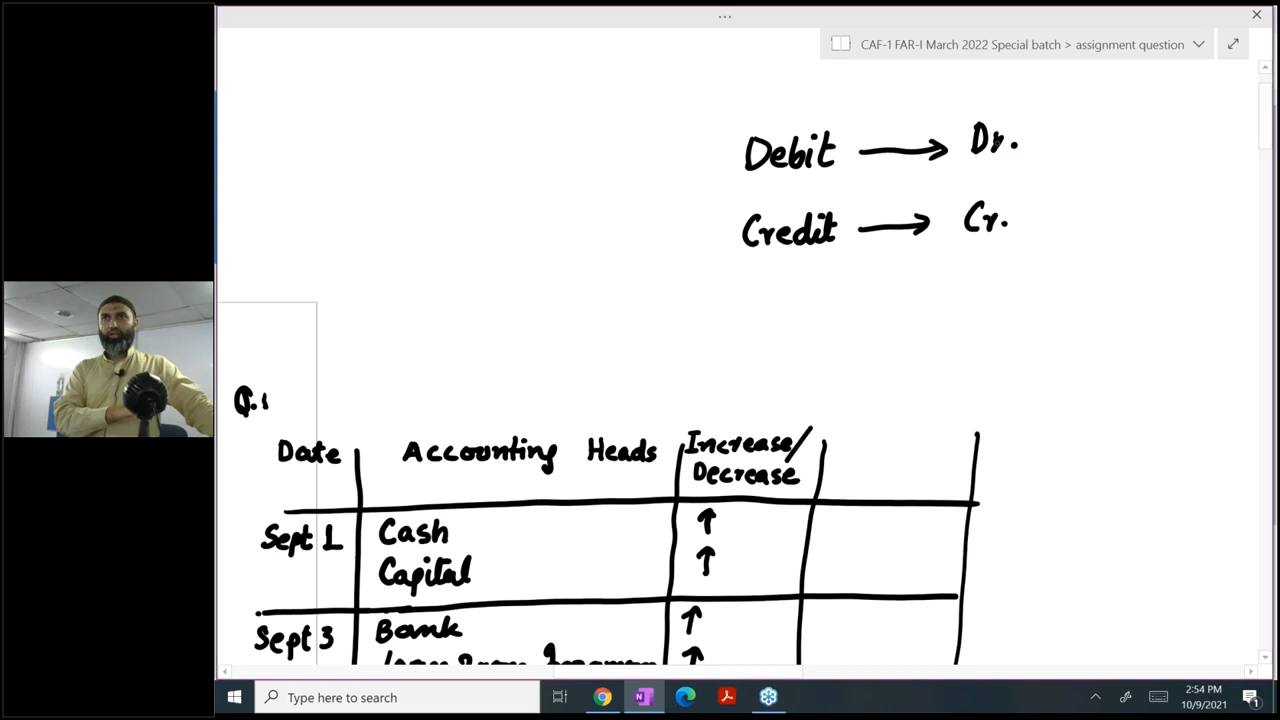 CAF-1 FAR-I March 2022 Special batch > assignment question
Debit → Dr.
Credit → Cr.
Q.1
Date Accounting Heads Increase/
Decrease
Sept 1 Cash ↑
Capital ↑
Sept 3 Bank ↑
↑
Type here to search
2:54 PM
10/9/2021
1